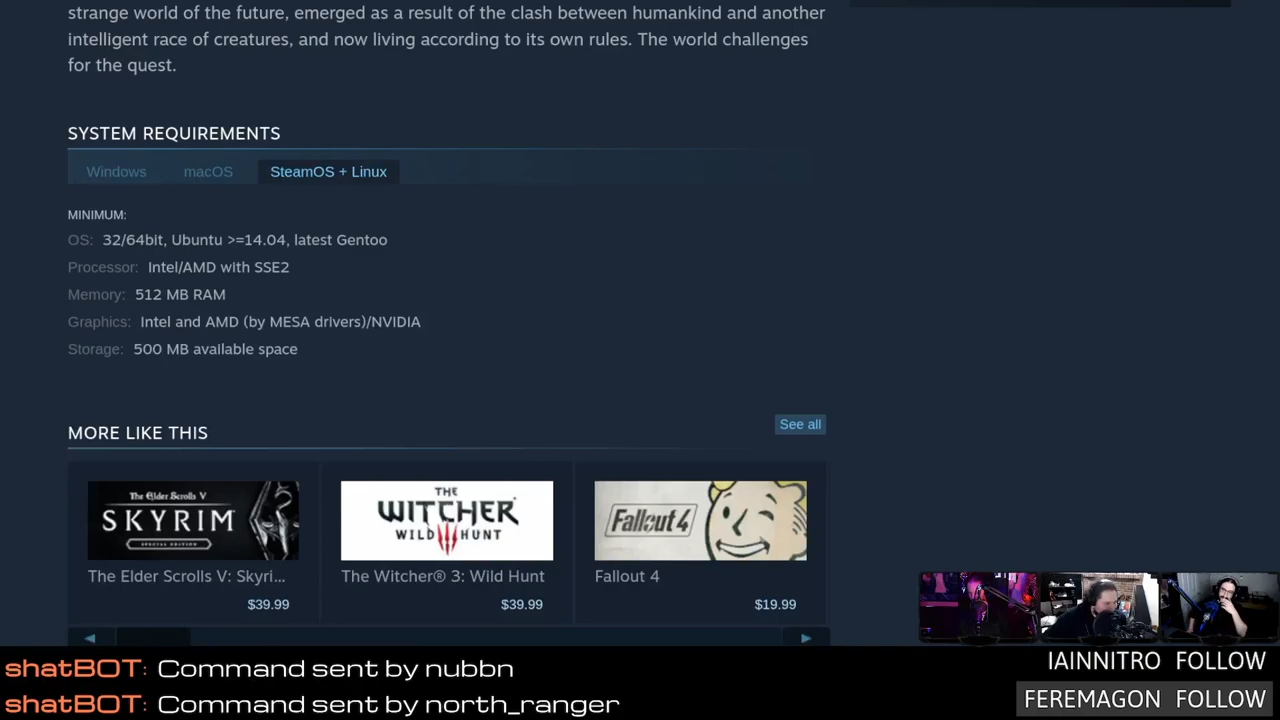 strange world of the future, emerged as a result of the clash between humankind and another
intelligent race of creatures, and now living according to its own rules. The world challenges
for the quest.
SYSTEM REQUIREMENTS
Windows macOS SteamOS + Linux
MINIMUM:
OS: 32/64bit, Ubuntu >=14.04, latest Gentoo
Processor: Intel/AMD with SSE2
Memory: 512 MB RAM
Graphics: Intel and AMD (by MESA drivers)/NVIDIA
Storage: 500 MB available space
MORE LIKE THIS
See all
The Elder Scrolls V
SKYRIM
SPECIAL EDITION
The Elder Scrolls V: Skyri...
$39.99
THE
WITCHER
WILD HUNT
The Witcher® 3: Wild Hunt
$39.99
Fallout 4
Fallout 4
$19.99
shatBOT: Command sent by nubbn
shatBOT: Command sent by north_ranger
IAINNITRO FOLLOW
FEREMAGON FOLLOW